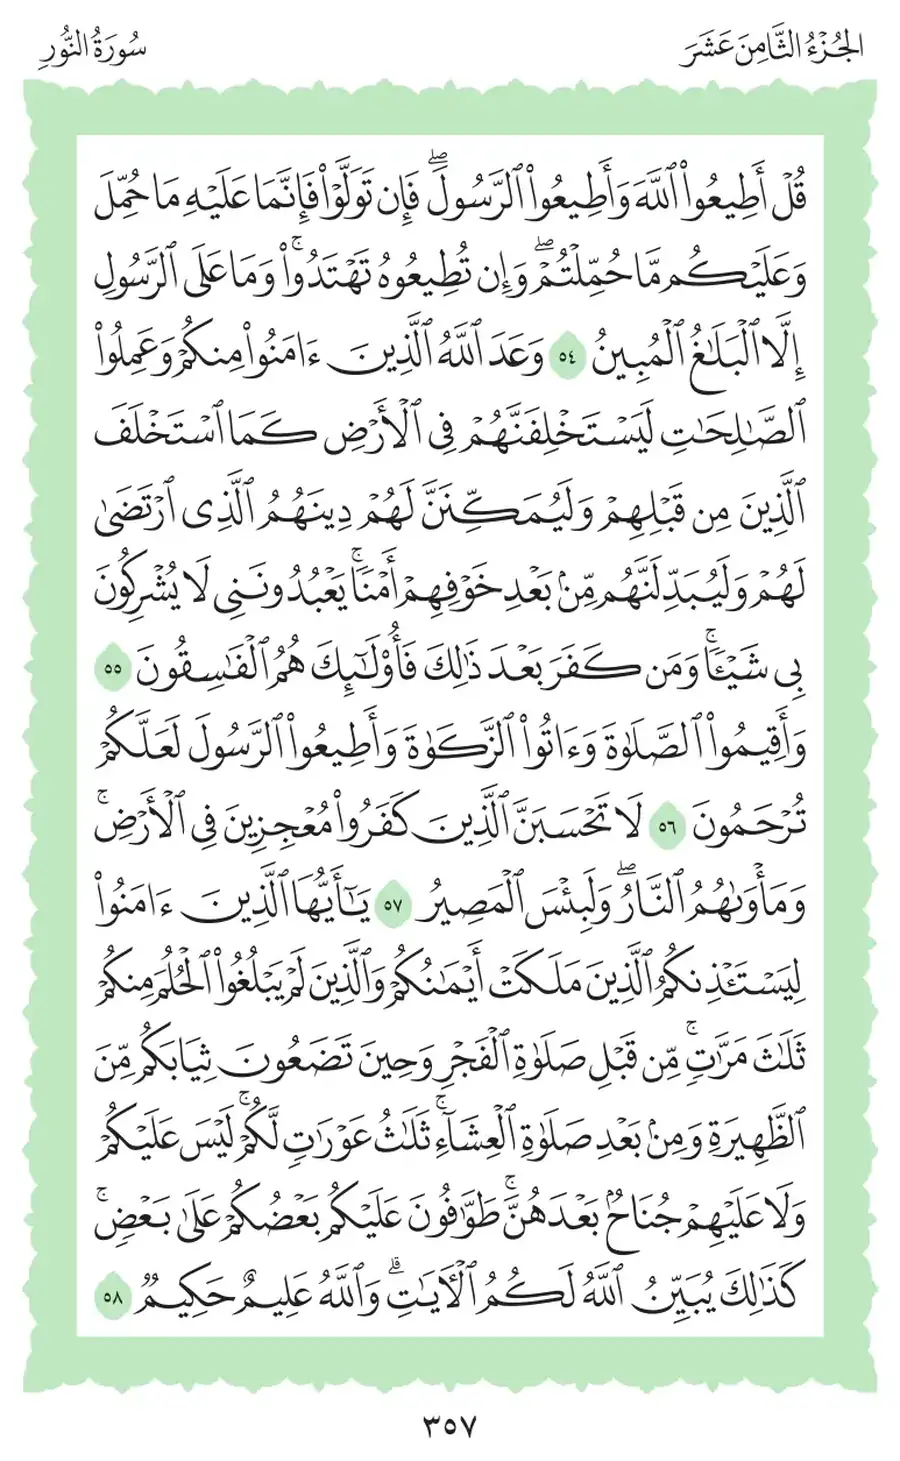 الجُزْءُ الثَّامِنَ عَشَرَ
سُورَةُ النُّورِ
قُلْ أَطِيعُواْ ٱللَّهَ وَأَطِيعُواْ ٱلرَّسُولَۖ فَإِن تَوَلَّوْاْ فَإِنَّمَا عَلَيْهِ مَا حُمِّلَ
وَعَلَيْكُم مَّا حُمِّلْتُمْۖ وَإِن تُطِيعُوهُ تَهْتَدُواْۚ وَمَا عَلَى ٱلرَّسُولِ
إِلَّا ٱلْبَلَٰغُ ٱلْمُبِينُ ٥٤ وَعَدَ ٱللَّهُ ٱلَّذِينَ ءَامَنُواْ مِنكُمْ وَعَمِلُواْ
ٱلصَّٰلِحَٰتِ لَيَسْتَخْلِفَنَّهُمْ فِى ٱلْأَرْضِ كَمَا ٱسْتَخْلَفَ
ٱلَّذِينَ مِن قَبْلِهِمْ وَلَيُمَكِّنَنَّ لَهُمْ دِينَهُمُ ٱلَّذِى ٱرْتَضَىٰ
لَهُمْ وَلَيُبَدِّلَنَّهُم مِّنۢ بَعْدِ خَوْفِهِمْ أَمْنًاۚ يَعْبُدُونَنِى لَا يُشْرِكُونَ
بِى شَيْـًٔاۚ وَمَن كَفَرَ بَعْدَ ذَٰلِكَ فَأُوْلَٰٓئِكَ هُمُ ٱلْفَٰسِقُونَ ٥٥
وَأَقِيمُواْ ٱلصَّلَوٰةَ وَءَاتُواْ ٱلزَّكَوٰةَ وَأَطِيعُواْ ٱلرَّسُولَ لَعَلَّكُمْ
تُرْحَمُونَ ٥٦ لَا تَحْسَبَنَّ ٱلَّذِينَ كَفَرُواْ مُعْجِزِينَ فِى ٱلْأَرْضِۚ
وَمَأْوَىٰهُمُ ٱلنَّارُۖ وَلَبِئْسَ ٱلْمَصِيرُ ٥٧ يَٰٓأَيُّهَا ٱلَّذِينَ ءَامَنُواْ
لِيَسْتَـْٔذِنكُمُ ٱلَّذِينَ مَلَكَتْ أَيْمَٰنُكُمْ وَٱلَّذِينَ لَمْ يَبْلُغُواْ ٱلْحُلُمَ مِنكُمْ
ثَلَٰثَ مَرَّٰتٍۚ مِّن قَبْلِ صَلَوٰةِ ٱلْفَجْرِ وَحِينَ تَضَعُونَ ثِيَابَكُم مِّنَ
ٱلظَّهِيرَةِ وَمِنۢ بَعْدِ صَلَوٰةِ ٱلْعِشَآءِۚ ثَلَٰثُ عَوْرَٰتٍ لَّكُمْۚ لَيْسَ عَلَيْكُمْ
وَلَا عَلَيْهِمْ جُنَاحٌۢ بَعْدَهُنَّۚ طَوَّٰفُونَ عَلَيْكُم بَعْضُكُمْ عَلَىٰ بَعْضٍۚ
كَذَٰلِكَ يُبَيِّنُ ٱللَّهُ لَكُمُ ٱلْءَايَٰتِۗ وَٱللَّهُ عَلِيمٌ حَكِيمٌ ٥٨
٣٥٧